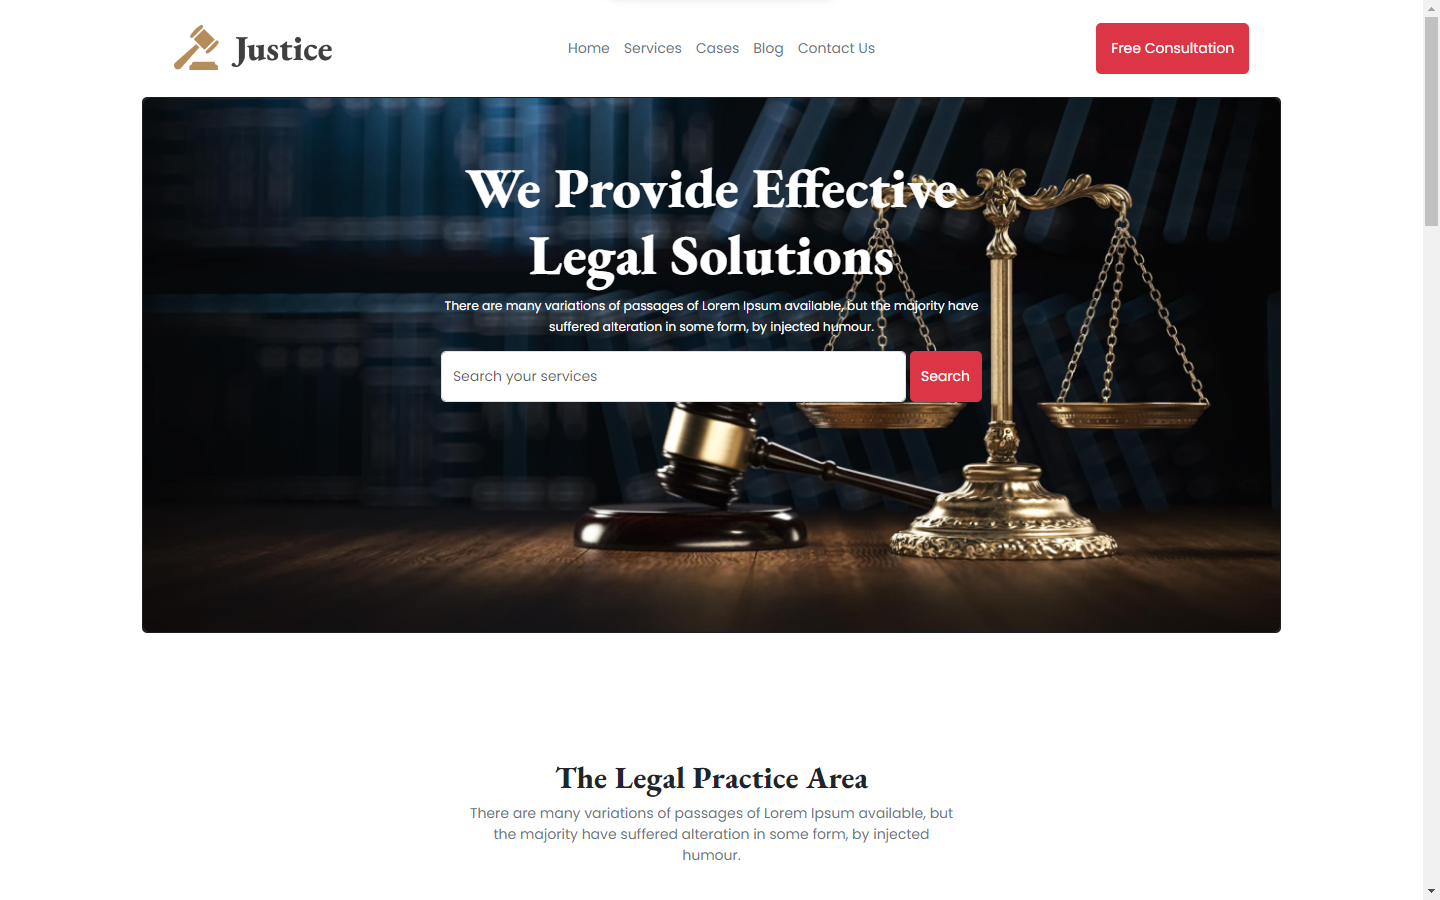 Justice
Home Services Cases Blog Contact Us
Free Consultation
We Provide Effective
Legal Solutions
There are many variations of passages of Lorem Ipsum available, but the majority have
suffered alteration in some form, by injected humour.
Search your services
Search
The Legal Practice Area
There are many variations of passages of Lorem Ipsum available, but
the majority have suffered alteration in some form, by injected
humour.